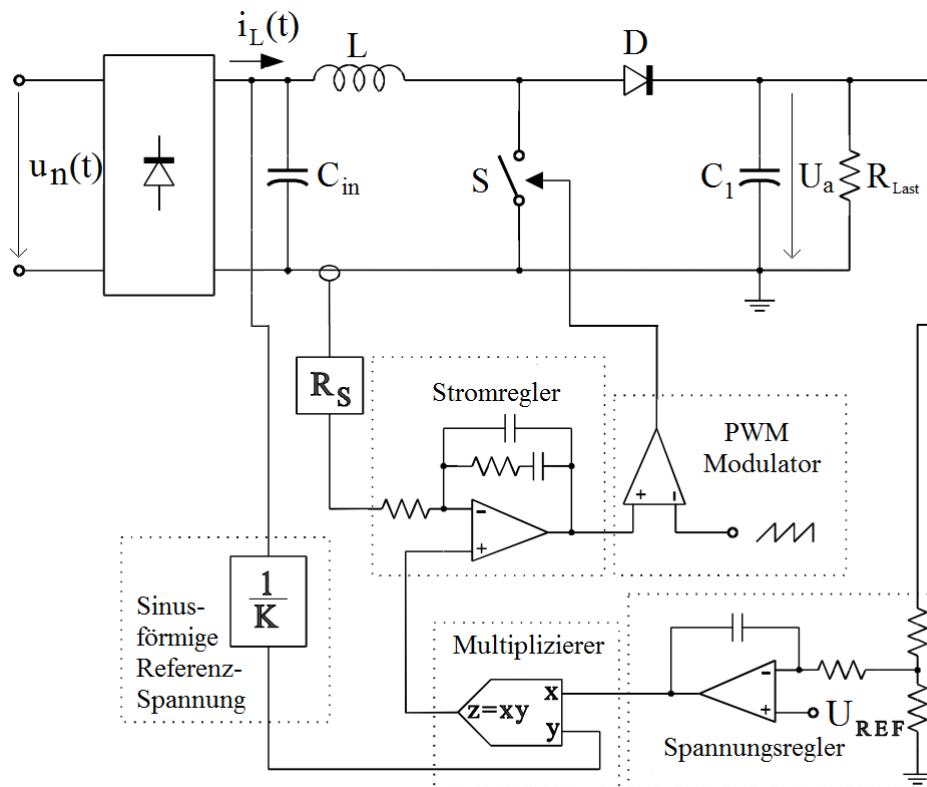 i_L(t)
L
D
u_n(t)
C_in
S
C_1
U_a
R_Last
R_S
Stromregler
+
-
PWM
Modulator
-
+
1
K
Sinus-
förmige
Referenz-
Spannung
Multiplizierer
x
z=xy
y
-
+
U_REF
Spannungsregler